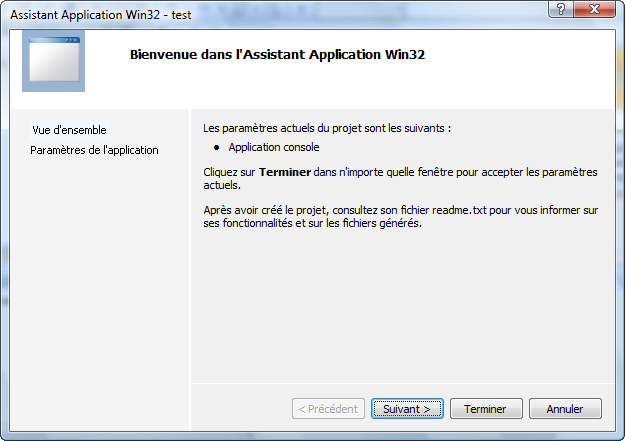 Assistant Application Win32 - test
?
Bienvenue dans l'Assistant Application Win32
Vue d'ensemble
Paramètres de l'application
Les paramètres actuels du projet sont les suivants :
● Application console
Cliquez sur Terminer dans n'importe quelle fenêtre pour accepter les paramètres
actuels.
Après avoir créé le projet, consultez son fichier readme.txt pour vous informer sur
ses fonctionnalités et sur les fichiers générés.
< Précédent Suivant > Terminer Annuler